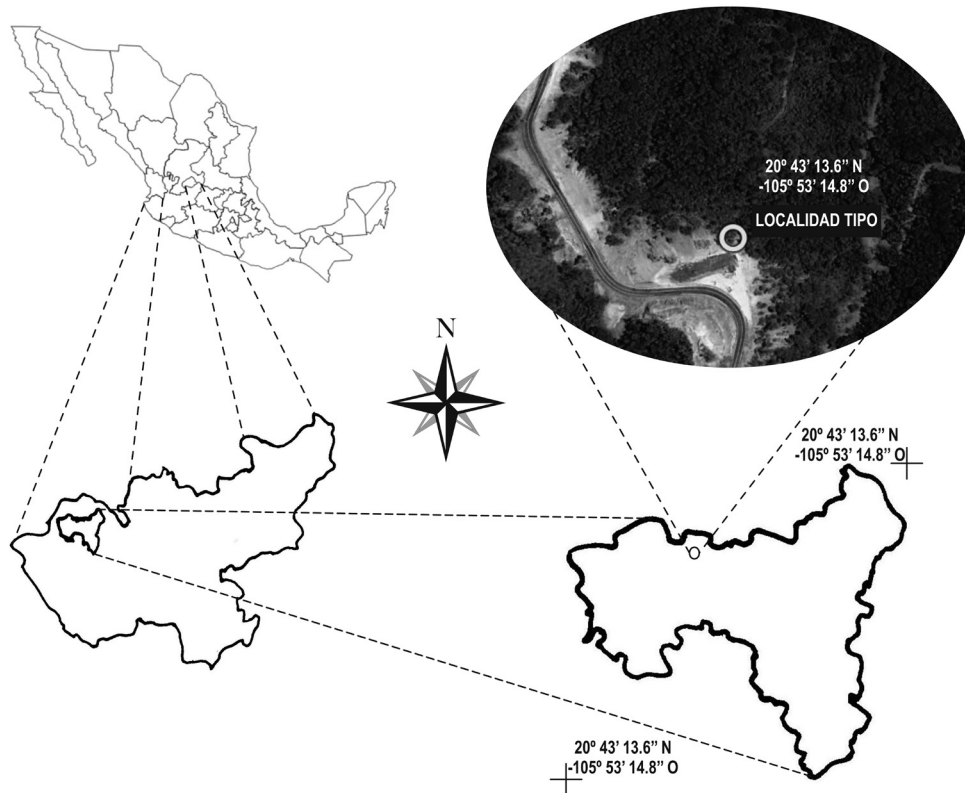 20º 43’ 13.6” N
-105º 53’ 14.8” O
LOCALIDAD TIPO
N
20º 43’ 13.6” N
-105º 53’ 14.8” O
20º 43’ 13.6” N
-105º 53’ 14.8” O